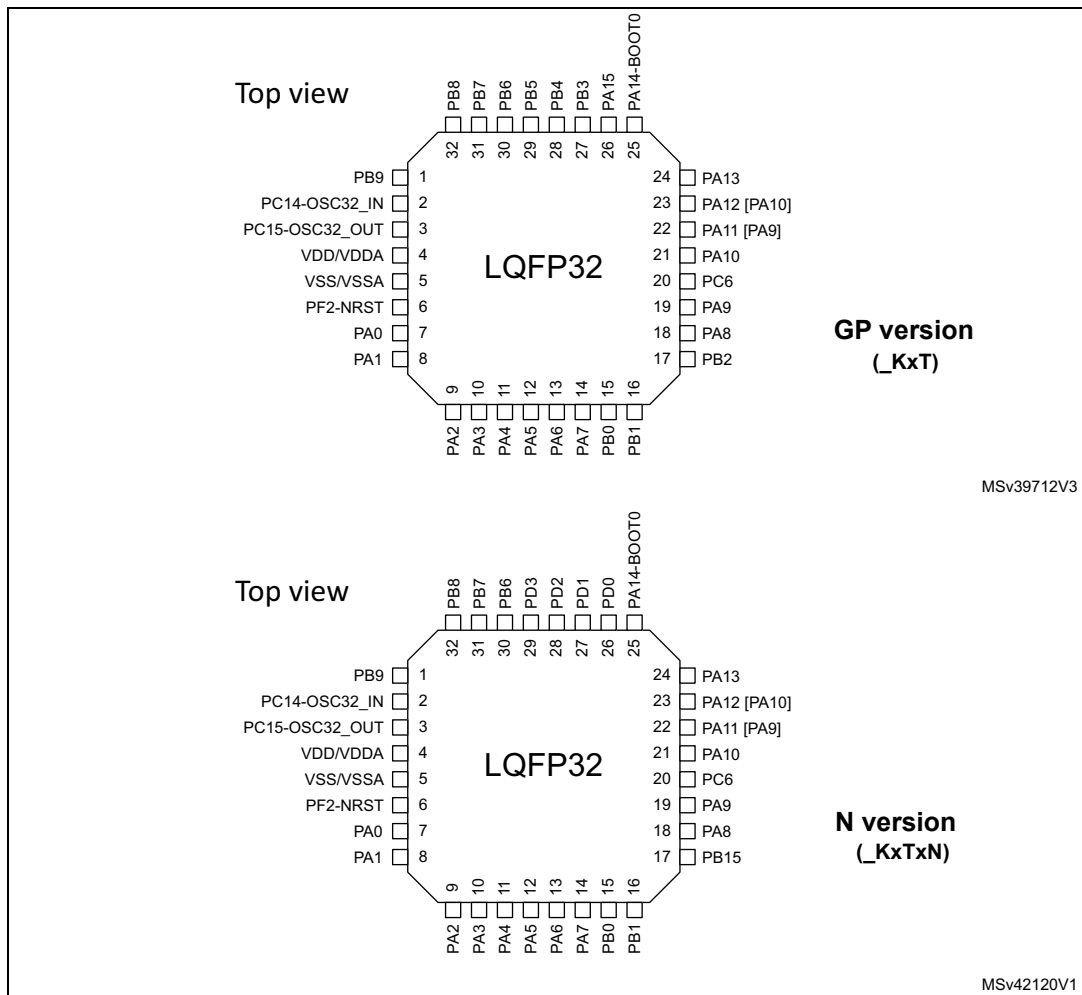 Top view
PB8
PB7
PB6
PB5
PB4
PB3
PA15
PA14-BOOT0
32
31
30
29
28
27
26
25
PB9 1
PC14-OSC32_IN 2
PC15-OSC32_OUT 3
VDD/VDDA 4
VSS/VSSA 5
PF2-NRST 6
PA0 7
PA1 8
LQFP32
24 PA13
23 PA12 [PA10]
22 PA11 [PA9]
21 PA10
20 PC6
19 PA9
18 PA8
17 PB2
9
10
11
12
13
14
15
16
PA2
PA3
PA4
PA5
PA6
PA7
PB0
PB1
GP version
(_KxT)
MSv39712V3
Top view
PB8
PB7
PB6
PD3
PD2
PD1
PD0
PA14-BOOT0
32
31
30
29
28
27
26
25
PB9 1
PC14-OSC32_IN 2
PC15-OSC32_OUT 3
VDD/VDDA 4
VSS/VSSA 5
PF2-NRST 6
PA0 7
PA1 8
LQFP32
24 PA13
23 PA12 [PA10]
22 PA11 [PA9]
21 PA10
20 PC6
19 PA9
18 PA8
17 PB15
9
10
11
12
13
14
15
16
PA2
PA3
PA4
PA5
PA6
PA7
PB0
PB1
N version
(_KxTxN)
MSv42120V1